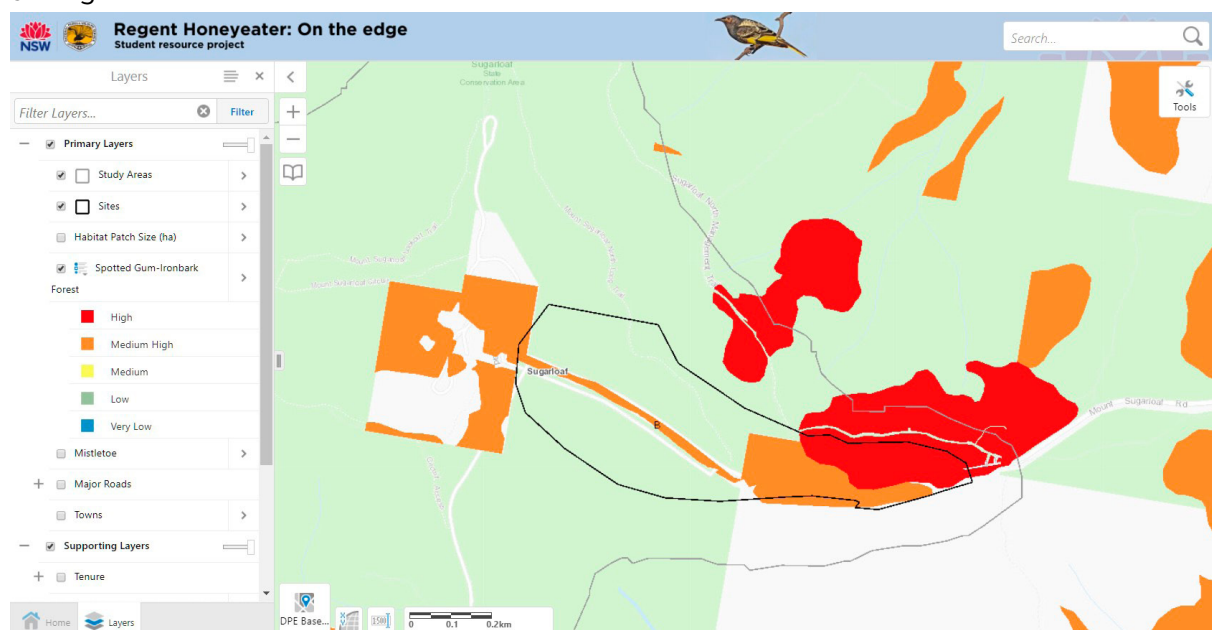 NSW
Regent Honeyeater: On the edge
Student resource project
Search...
Layers
Filter Layers...
Filter
Primary Layers
Study Areas
Sites
Habitat Patch Size (ha)
Spotted Gum-Ironbark
Forest
High
Medium High
Medium
Low
Very Low
Mistletoe
Major Roads
Towns
Supporting Layers
Tenure
Home
Layers
Sugarloaf
State
Conservation Area
Tools
Sugarloaf
B
Mount Sugarloaf Rd
DPE Base...
0 0.1 0.2km